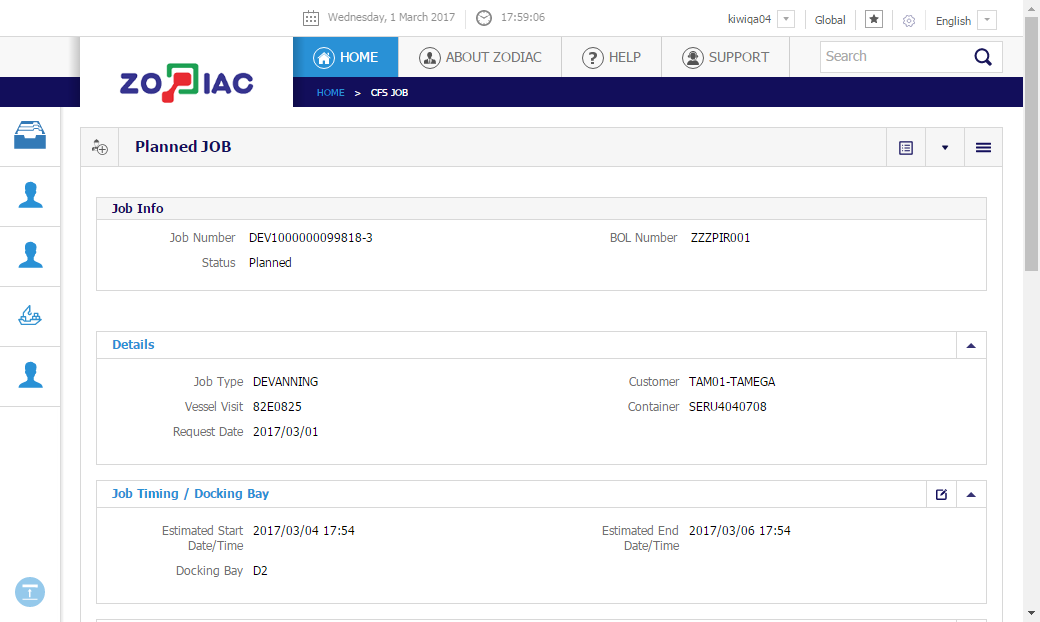 Wednesday, 1 March 2017 17:59:06 kiwiqa04 Global English
HOME ABOUT ZODIAC ? HELP SUPPORT Search
ZODIAC
HOME > CFS JOB
Planned JOB
Job Info
Job Number DEV1000000099818-3 BOL Number ZZZPIR001
Status Planned
Details
Job Type DEVANNING Customer TAM01-TAMEGA
Vessel Visit 82E0825 Container SERU4040708
Request Date 2017/03/01
Job Timing / Docking Bay
Estimated Start 2017/03/04 17:54 Estimated End 2017/03/06 17:54
Date/Time Date/Time
Docking Bay D2